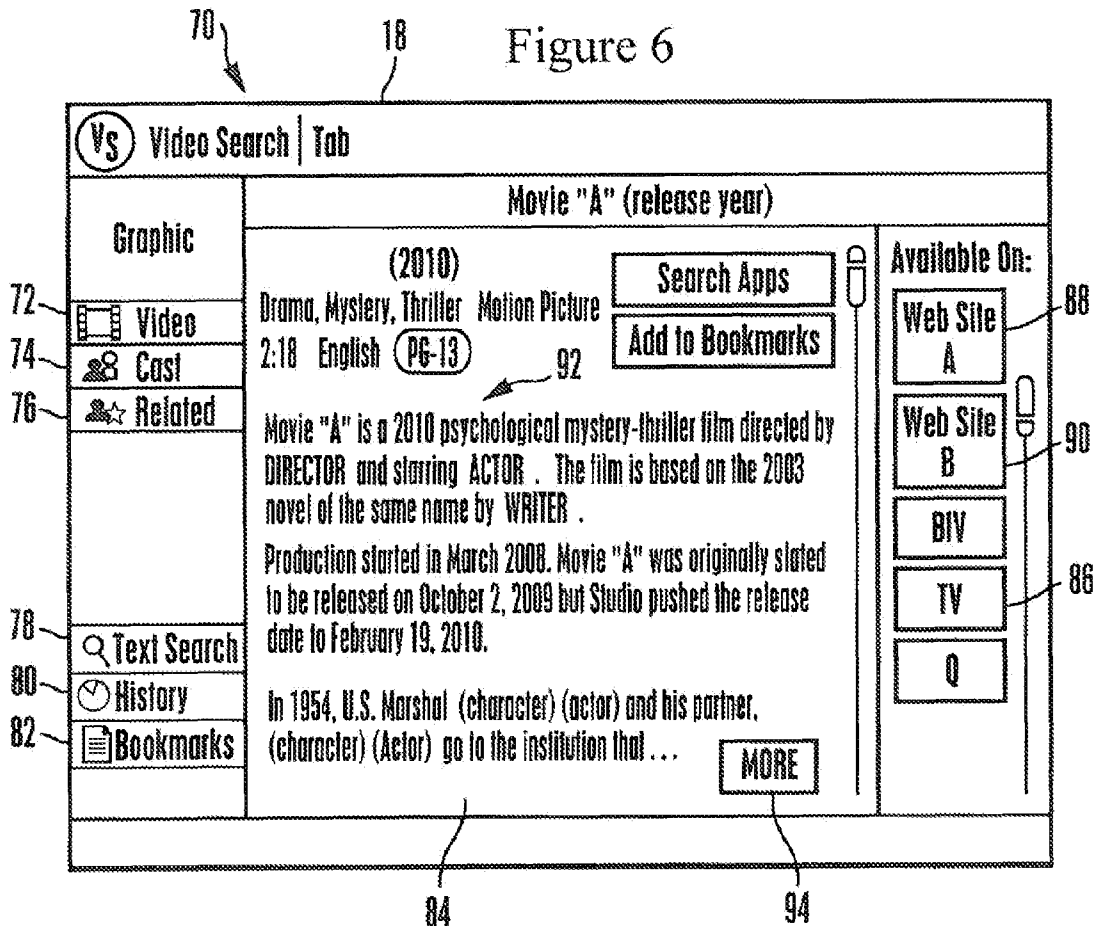 70
18
Figure 6
VS Video Search | Tab
Graphic
Movie "A" (release year)
72
Video
74
Cast
76
Related
78
Text Search
80
History
82
Bookmarks
(2010)
Drama, Mystery, Thriller Motion Picture
2:18 English PG-13
Search Apps
Add to Bookmarks
92
Movie "A" is a 2010 psychological mystery-thriller film directed by
DIRECTOR and starring ACTOR . The film is based on the 2003
novel of the same name by WRITER .
Production started in March 2008. Movie "A" was originally slated
to be released on October 2, 2009 but Studio pushed the release
date to February 19, 2010.
In 1954, U.S. Marshal (character) (actor) and his partner,
(character) (Actor) go to the institution that ...
MORE
Available On:
Web Site
A
88
Web Site
B
90
BIV
TV
86
Q
84
94